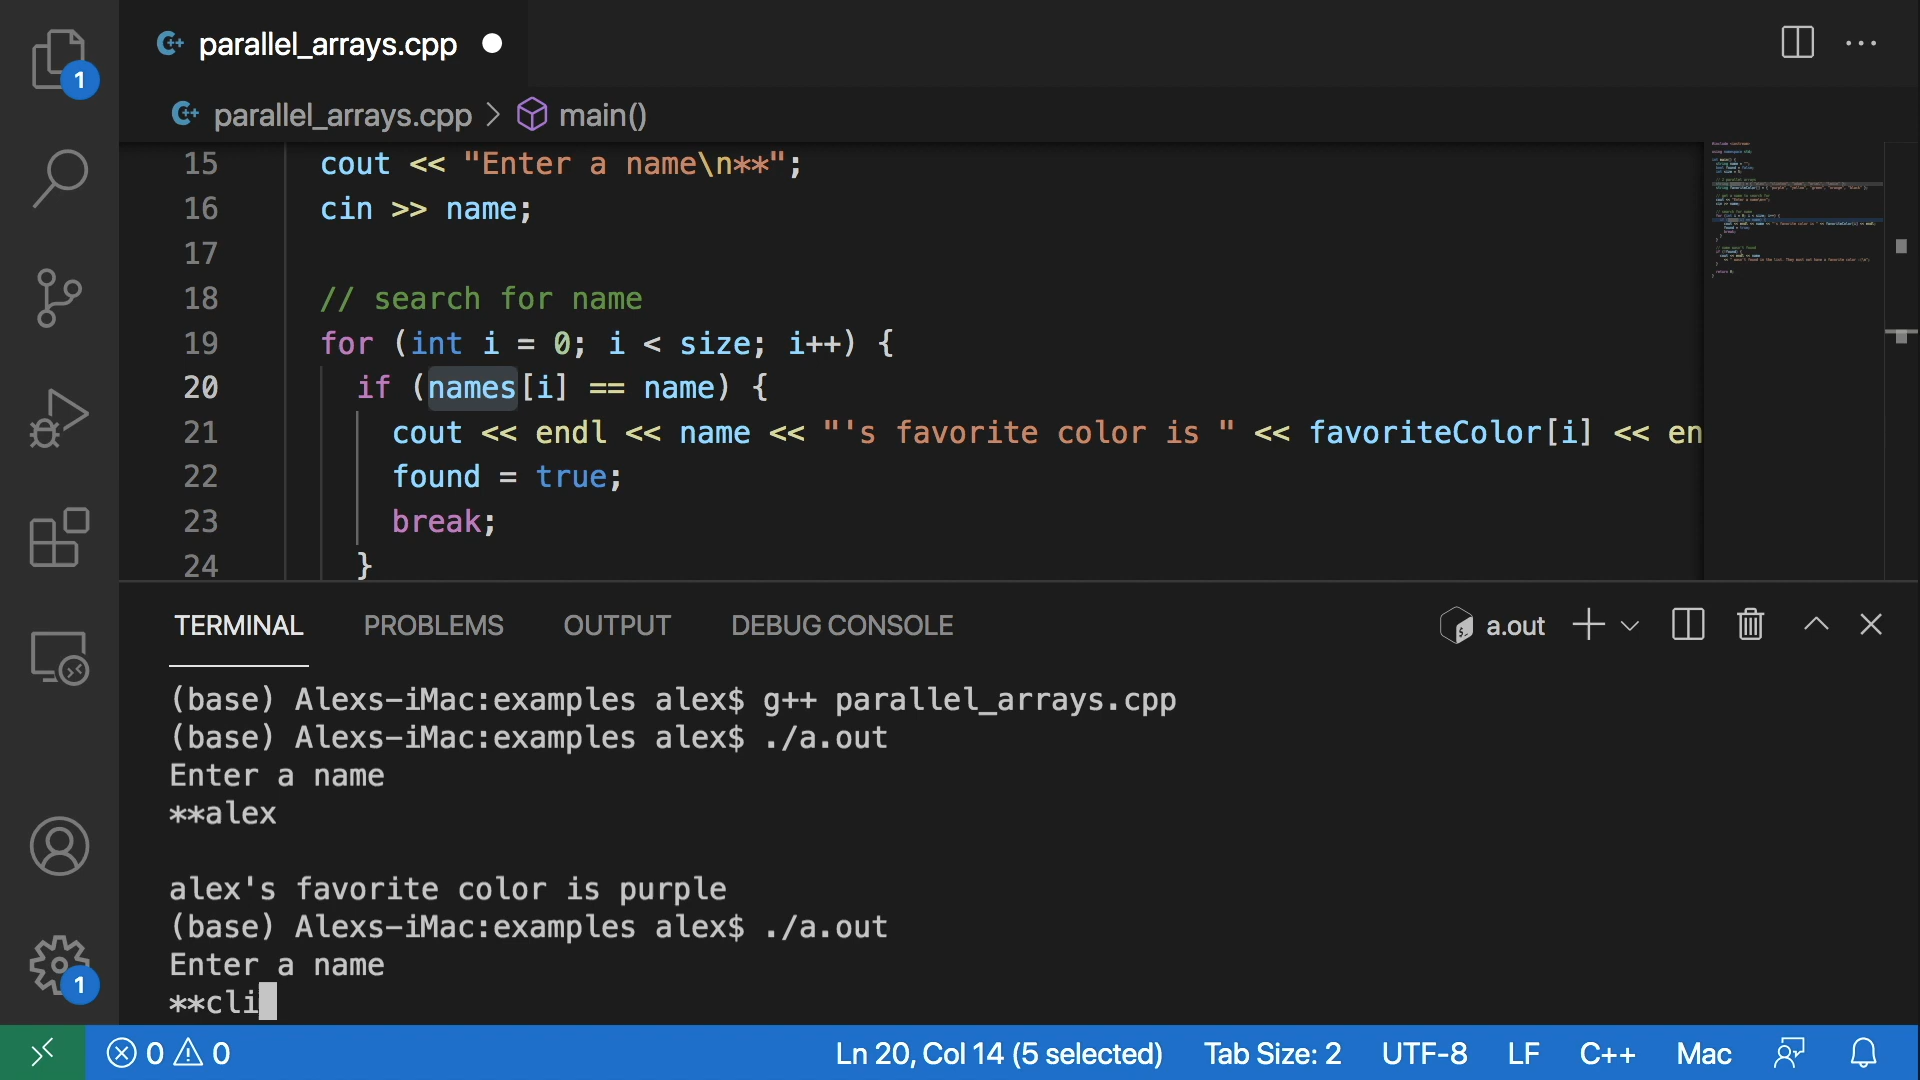 parallel_arrays.cpp
parallel_arrays.cpp > main()
15 cout << "Enter a name\n**";
16 cin >> name;
17
18 // search for name
19 for (int i = 0; i < size; i++) {
20 if (names[i] == name) {
21 cout << endl << name << "'s favorite color is " << favoriteColor[i] << en
22 found = true;
23 break;
24 }
1
TERMINAL PROBLEMS OUTPUT DEBUG CONSOLE a.out
(base) Alexs-iMac:examples alex$ g++ parallel_arrays.cpp
(base) Alexs-iMac:examples alex$ ./a.out
Enter a name
**alex
alex's favorite color is purple
(base) Alexs-iMac:examples alex$ ./a.out
Enter a name
**cli
1
0 0 Ln 20, Col 14 (5 selected) Tab Size: 2 UTF-8 LF C++ Mac